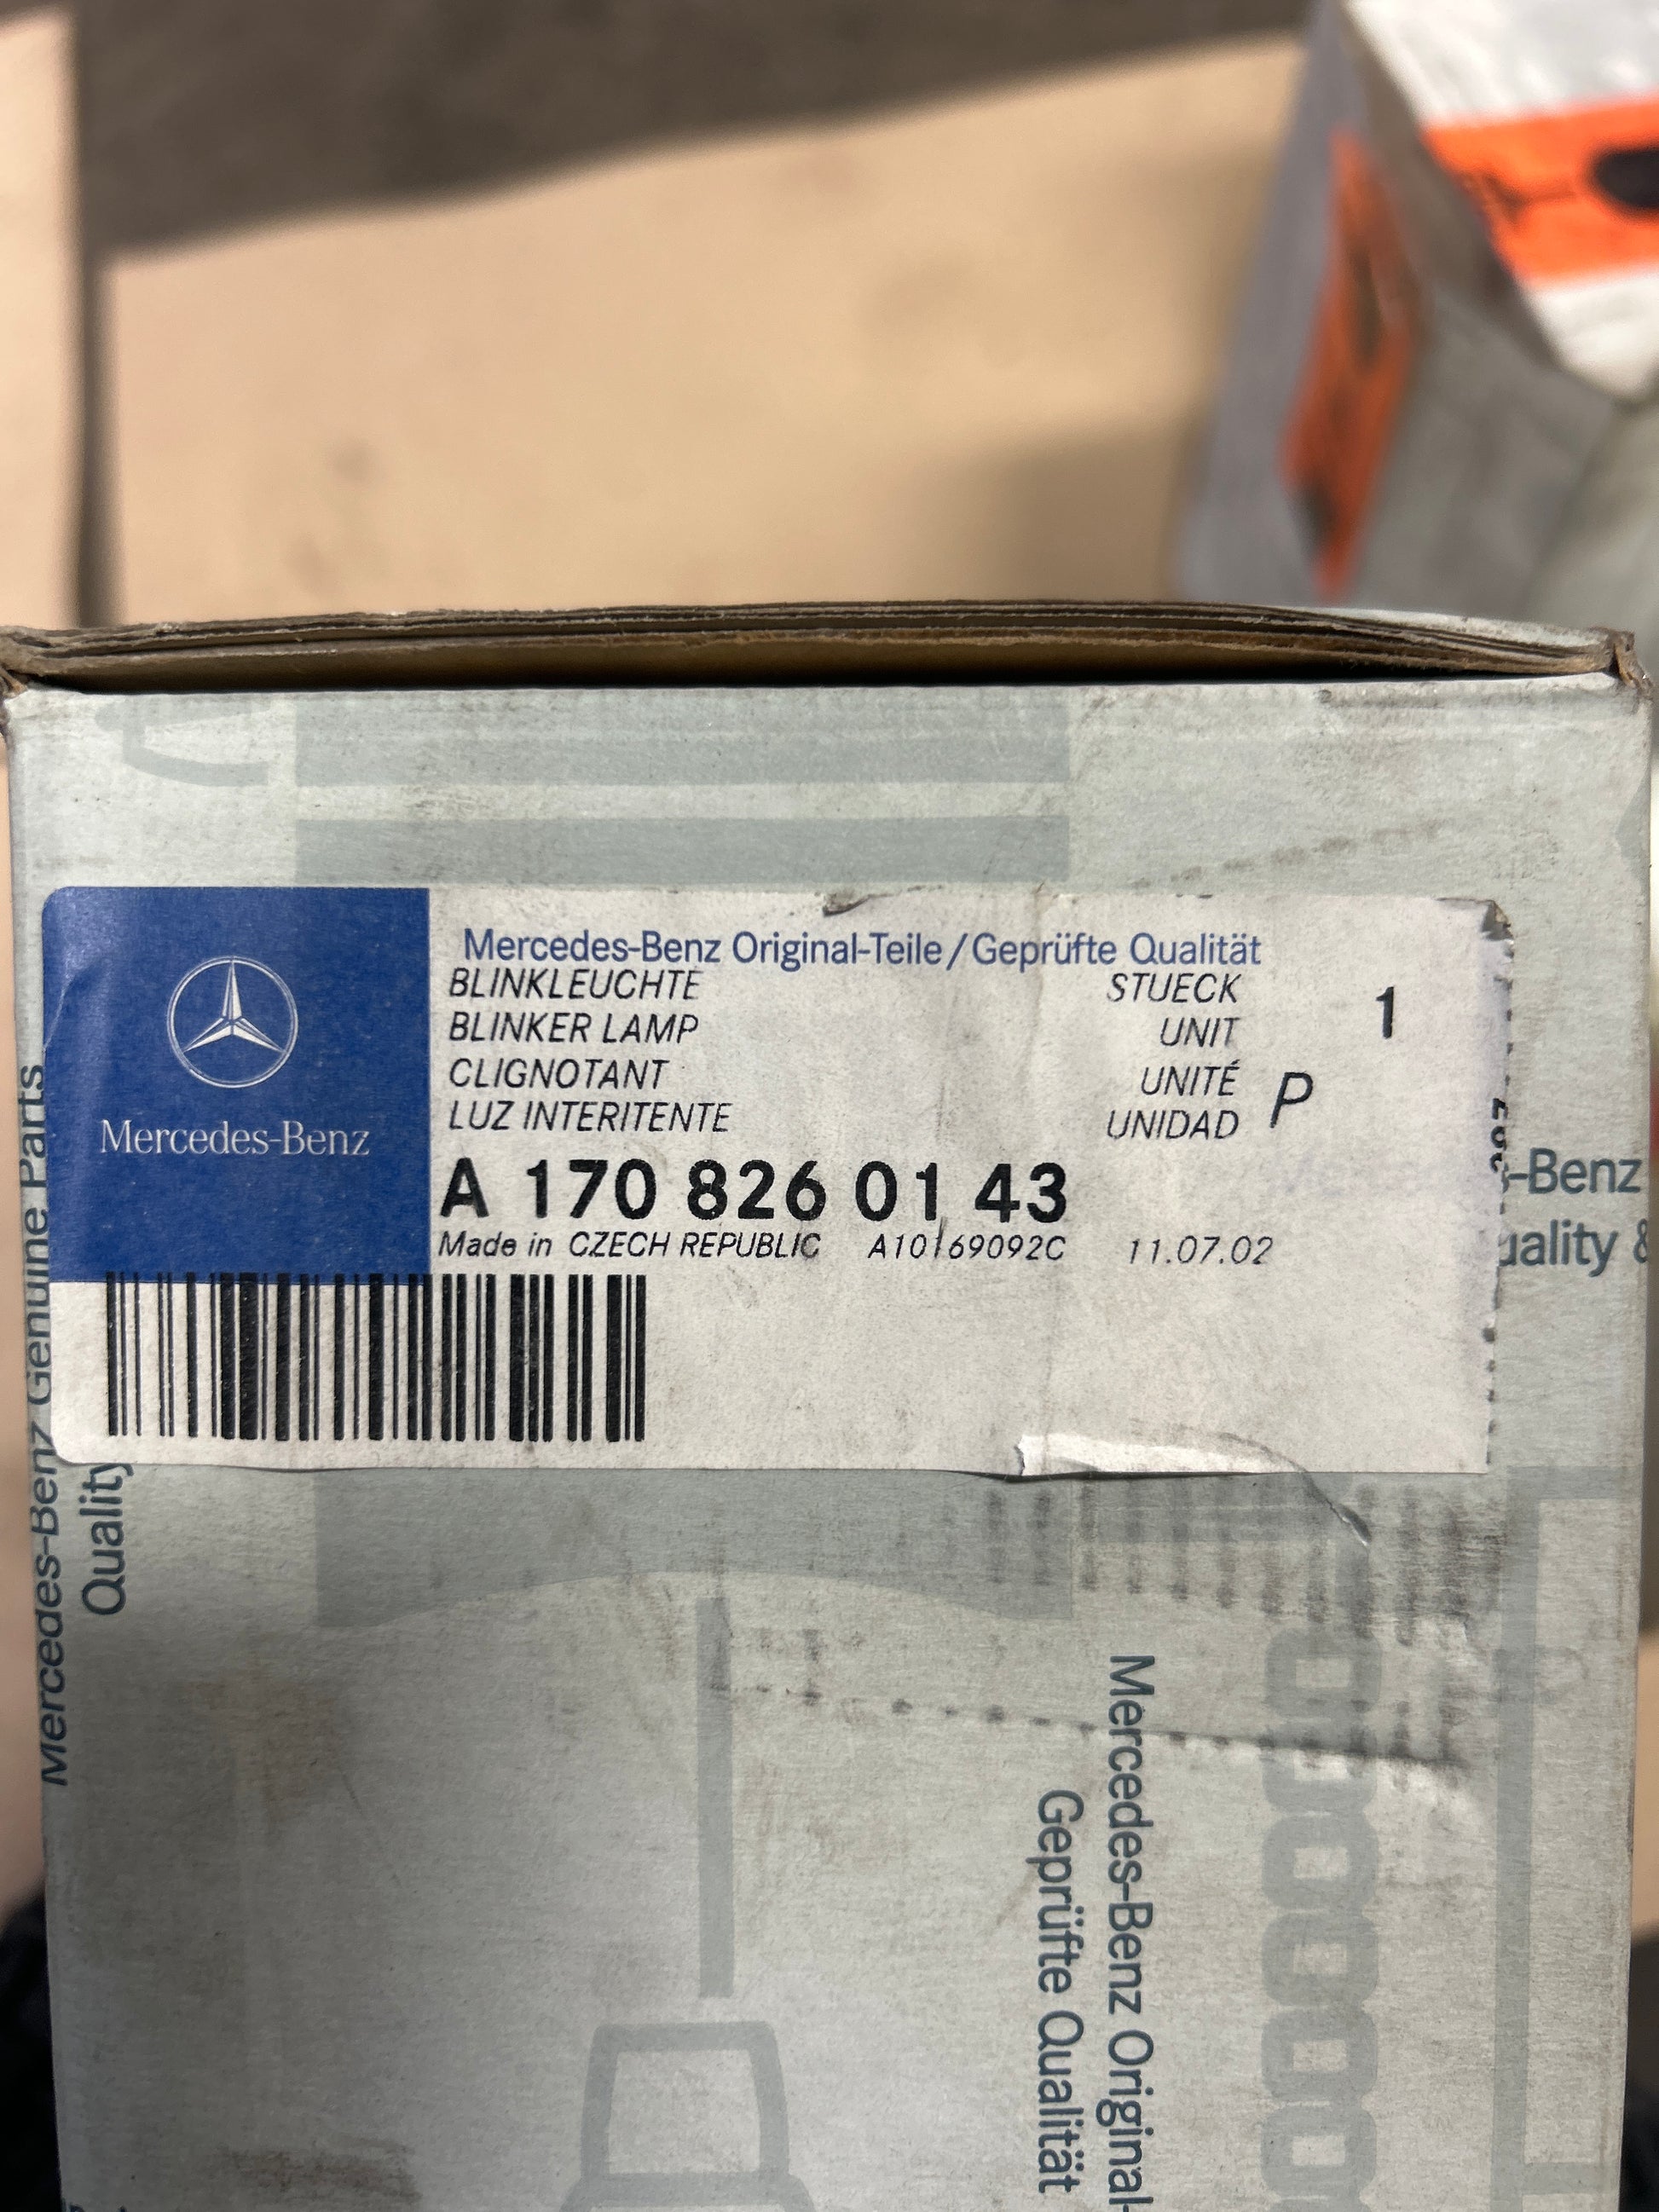 Mercedes-Benz Original-Teile/Geprüfte Qualität
BLINKLEUCHTE
BLINKER LAMP
CLIGNOTANT
LUZ INTERITENTE
STUECK
UNIT
UNITÉ
UNIDAD
P
1
Mercedes-Benz
A 170 826 01 43
Made in CZECH REPUBLIC A10169092C 11.07.02
Mercedes-Benz Genuine Parts
Quality
-Benz
uality &
Mercedes-Benz Original-
Geprüfte Qualität